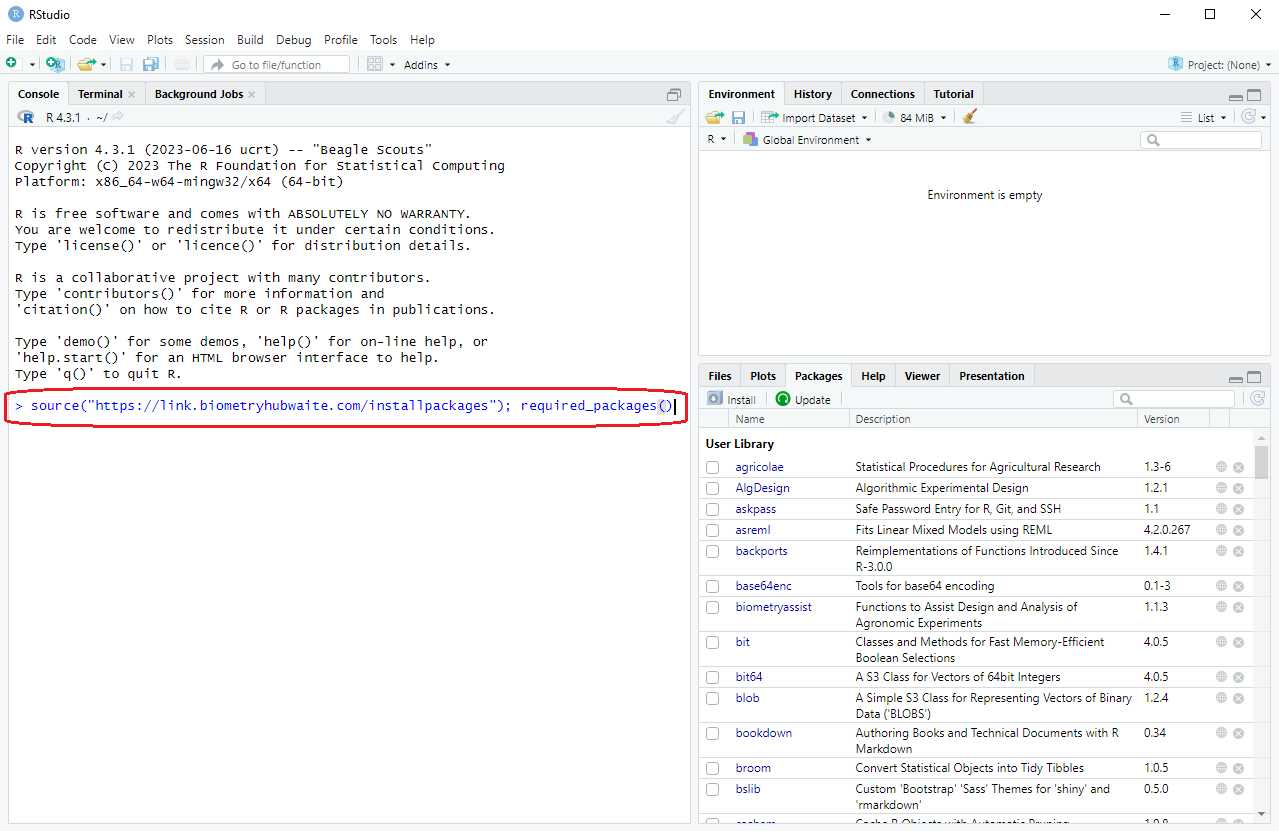 RStudio
File Edit Code View Plots Session Build Debug Profile Tools Help
Go to file/function Addins Project: (None)
Console Terminal Background Jobs
R 4.3.1 · ~/
R version 4.3.1 (2023-06-16 ucrt) -- "Beagle Scouts"
Copyright (C) 2023 The R Foundation for Statistical Computing
Platform: x86_64-w64-mingw32/x64 (64-bit)
R is free software and comes with ABSOLUTELY NO WARRANTY.
You are welcome to redistribute it under certain conditions.
Type 'license()' or 'licence()' for distribution details.
R is a collaborative project with many contributors.
Type 'contributors()' for more information and
'citation()' on how to cite R or R packages in publications.
Type 'demo()' for some demos, 'help()' for on-line help, or
'help.start()' for an HTML browser interface to help.
Type 'q()' to quit R.
> source("https://link.biometryhubwaite.com/installpackages"); required_packages()
Environment History Connections Tutorial
Import Dataset 84 MiB List
R Global Environment
Environment is empty
Files Plots Packages Help Viewer Presentation
Install Update
Name Description Version
User Library
agricolae Statistical Procedures for Agricultural Research 1.3-6
AlgDesign Algorithmic Experimental Design 1.2.1
askpass Safe Password Entry for R, Git, and SSH 1.1
asreml Fits Linear Mixed Models using REML 4.2.0.267
backports Reimplementations of Functions Introduced Since 1.4.1
R-3.0.0
base64enc Tools for base64 encoding 0.1-3
biometryassist Functions to Assist Design and Analysis of 1.1.3
Agronomic Experiments
bit Classes and Methods for Fast Memory-Efficient 4.0.5
Boolean Selections
bit64 A S3 Class for Vectors of 64bit Integers 4.0.5
blob A Simple S3 Class for Representing Vectors of Binary 1.2.4
Data ('BLOBS')
bookdown Authoring Books and Technical Documents with R 0.34
Markdown
broom Convert Statistical Objects into Tidy Tibbles 1.0.5
bslib Custom 'Bootstrap' 'Sass' Themes for 'shiny' and 0.5.0
'rmarkdown'
cachem Cache R Objects with Automatic Pruning 1.0.8